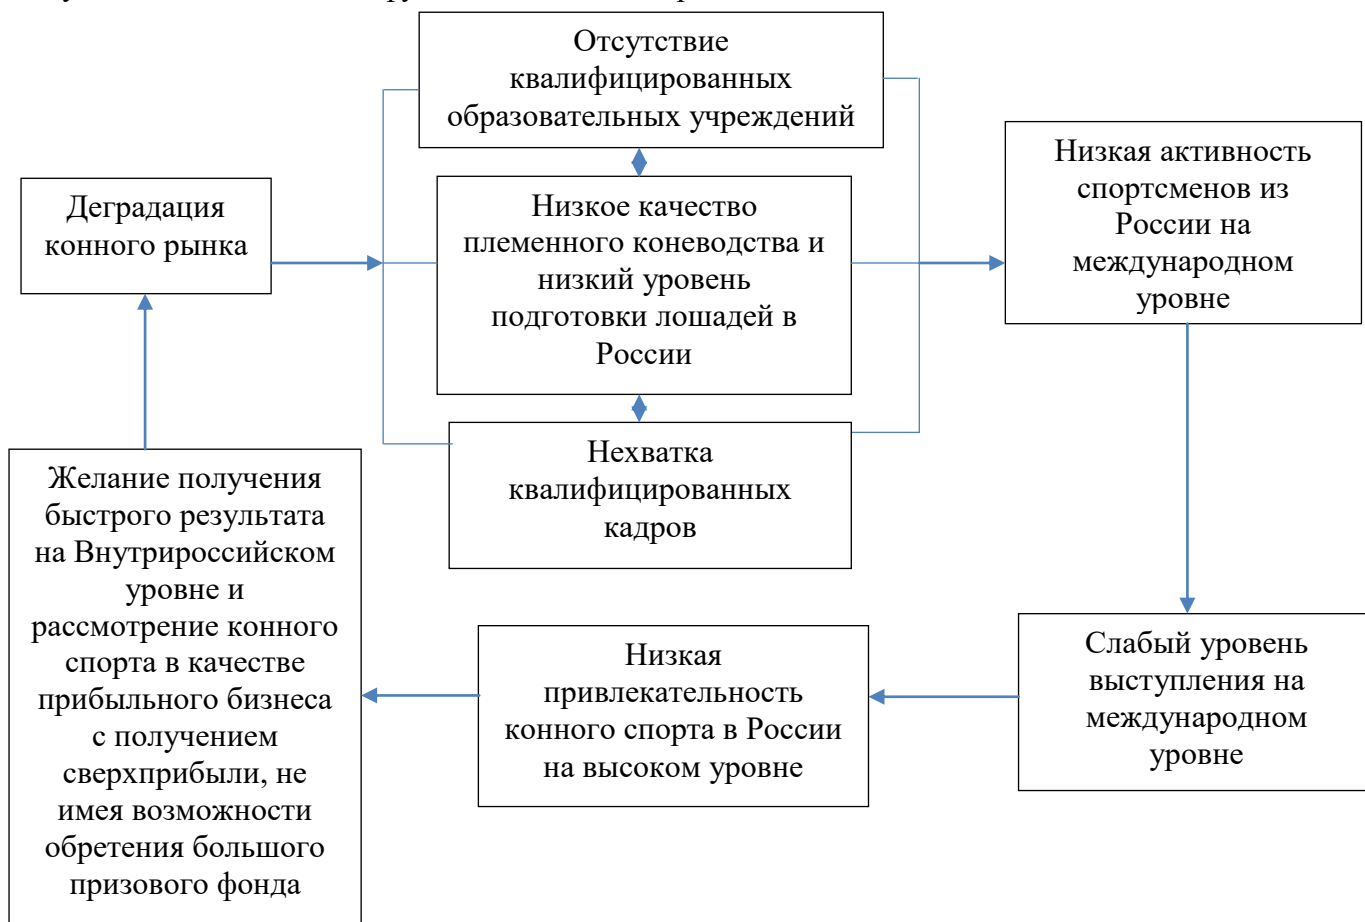 Отсутствие
квалифицированных
образовательных учреждений
Деградация
конного рынка
Низкое качество
племенного коневодства и
низкий уровень
подготовки лошадей в
России
Нехватка
квалифицированных
кадров
Низкая активность
спортсменов из
России на
международном
уровне
Слабый уровень
выступления на
международном
уровне
Низкая
привлекательность
конного спорта в России
на высоком уровне
Желание получения
быстрого результата
на Внутрироссийском
уровне и
рассмотрение конного
спорта в качестве
прибыльного бизнеса
с получением
сверхприбыли, не
имея возможности
обретения большого
призового фонда